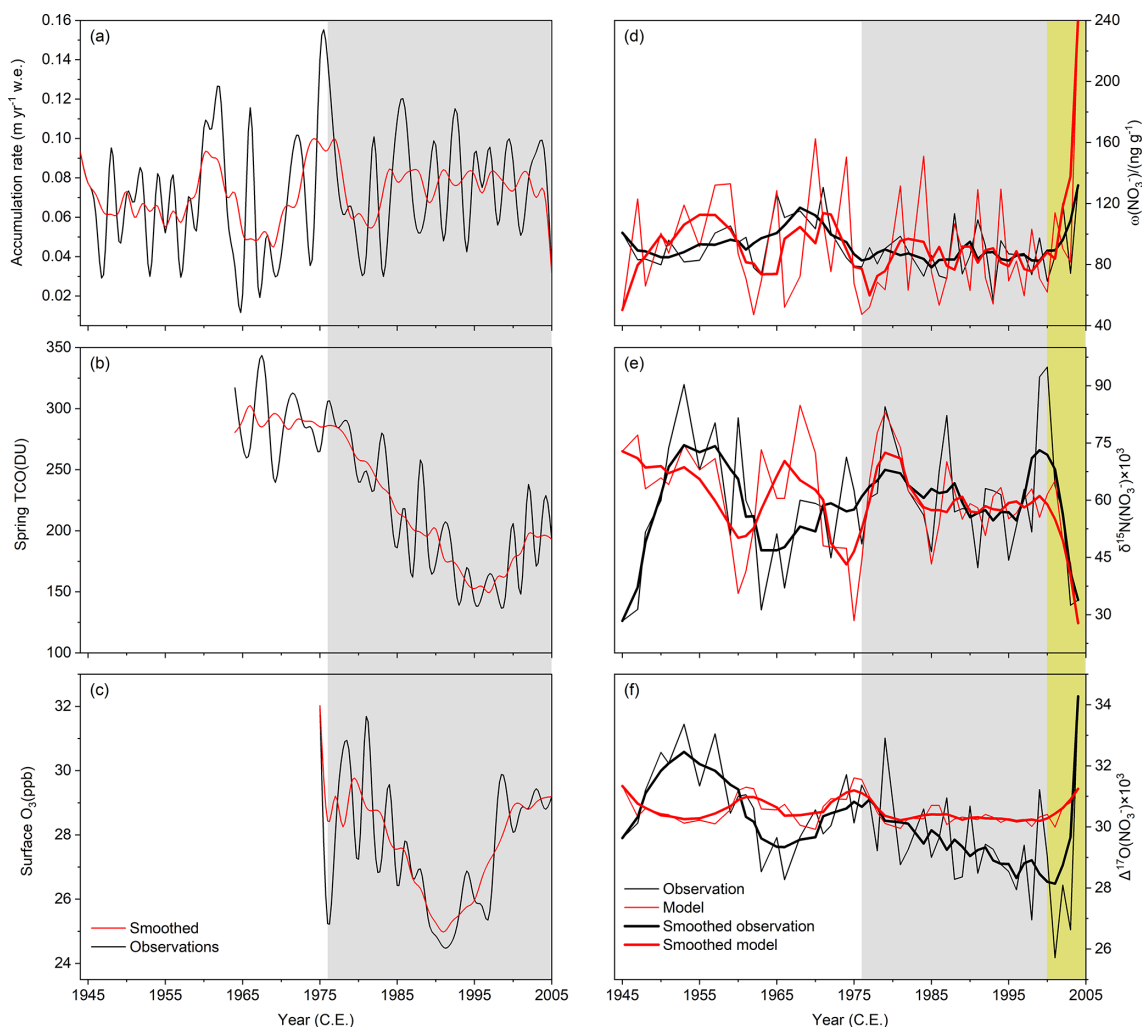 (a)
0.16
0.14
0.12
0.10
0.08
0.06
0.04
0.02
Accumulation rate (m yr⁻¹ w.e.)
(b)
350
300
250
200
150
100
Spring TCO(DU)
(c)
32
30
28
26
24
Surface O₃(ppb)
Smoothed
Observations
1945 1955 1965 1975 1985 1995 2005
Year (C.E.)
(d)
240
200
160
120
80
40
ω(NO₃⁻)/(ng g⁻¹)
(e)
90
75
60
45
30
δ¹⁵N(NO₃⁻)×10³
(f)
34
32
30
28
26
Δ¹⁷O(NO₃⁻)×10³
Observation
Model
Smoothed observation
Smoothed model
1945 1955 1965 1975 1985 1995 2005
Year (C.E.)